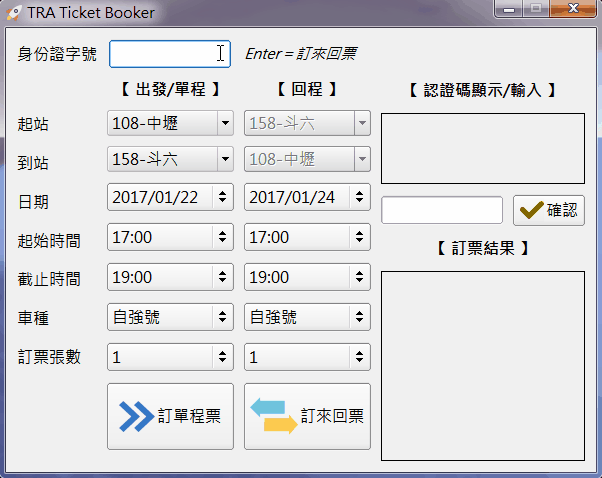 TRA Ticket Booker
身份證字號 Enter = 訂來回票
【 出發/單程 】 【 回程 】 【 認證碼顯示/輸入 】
起站 108-中壢 158-斗六
到站 158-斗六 108-中壢
日期 2017/01/22 2017/01/24 確認
起始時間 17:00 17:00 【 訂票結果 】
截止時間 19:00 19:00
車種 自強號 自強號
訂票張數 1 1
訂單程票 訂來回票